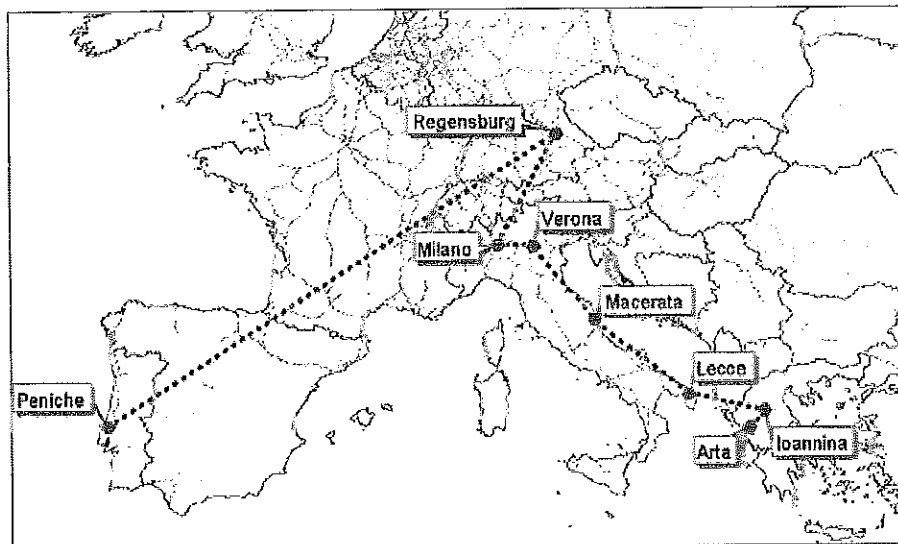 Regensburg
Verona
Milano
Macerata
Lecce
Peniche
Arta
Ioannina